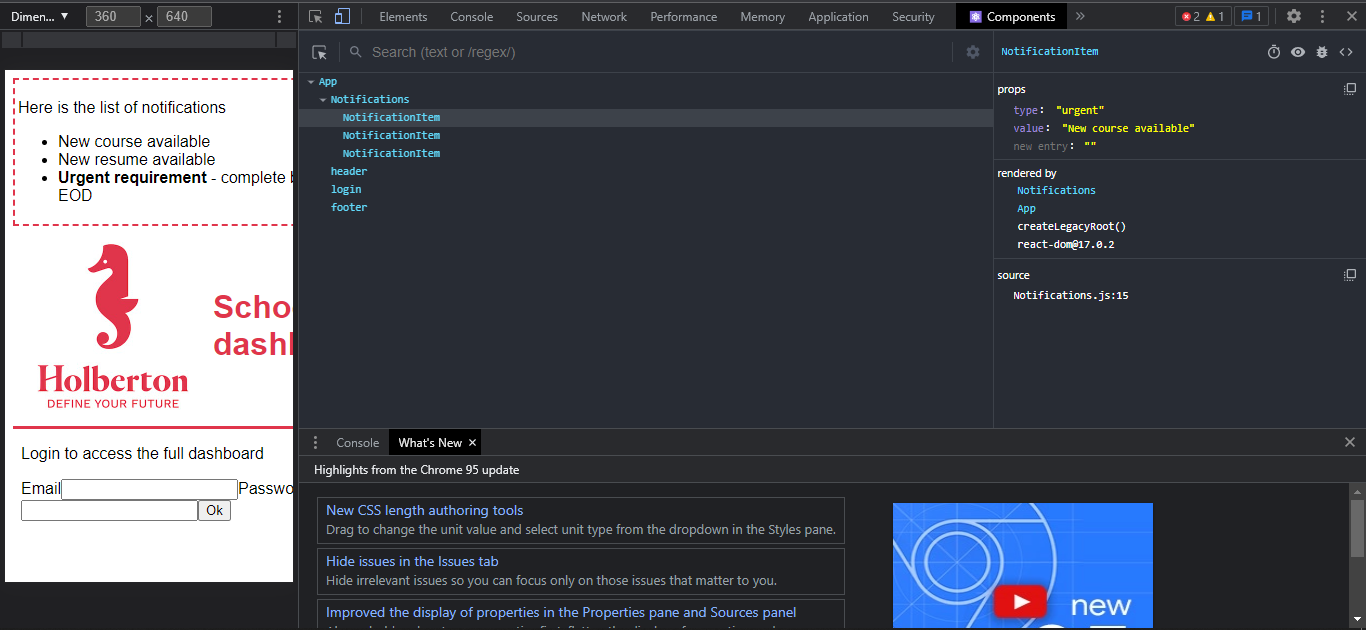 Dimen... ▼ 360 × 640
Elements Console Sources Network Performance Memory Application Security Components » 2 1 1
Search (text or /regex/)
NotificationItem
App
Notifications
NotificationItem
NotificationItem
NotificationItem
header
login
footer
props
type: "urgent"
value: "New course available"
new entry: ""
rendered by
Notifications
App
createLegacyRoot()
react-dom@17.0.2
source
Notifications.js:15
Here is the list of notifications
• New course available
• New resume available
• Urgent requirement - complete
EOD
Holberton
DEFINE YOUR FUTURE
Scho
dash
Login to access the full dashboard
Email Passwo
Ok
Console What's New ×
Highlights from the Chrome 95 update
New CSS length authoring tools
Drag to change the unit value and select unit type from the dropdown in the Styles pane.
Hide issues in the Issues tab
Hide irrelevant issues so you can focus only on those issues that matter to you.
Improved the display of properties in the Properties pane and Sources panel
new